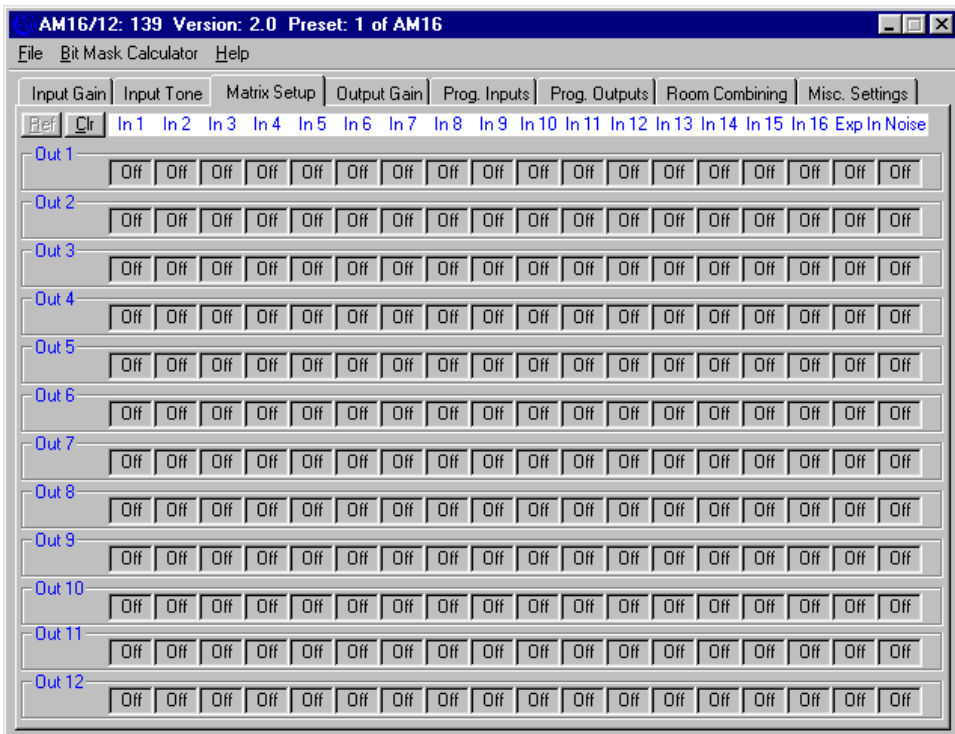 AM16/12: 139 Version: 2.0 Preset: 1 of AM16
File Bit Mask Calculator Help
Input Gain Input Tone Matrix Setup Output Gain Prog. Inputs Prog. Outputs Room Combining Misc. Settings
Ref Clr In 1 In 2 In 3 In 4 In 5 In 6 In 7 In 8 In 9 In 10 In 11 In 12 In 13 In 14 In 15 In 16 Exp In Noise
Out 1
Off Off Off Off Off Off Off Off Off Off Off Off Off Off Off Off Off Off
Out 2
Off Off Off Off Off Off Off Off Off Off Off Off Off Off Off Off Off Off
Out 3
Off Off Off Off Off Off Off Off Off Off Off Off Off Off Off Off Off Off
Out 4
Off Off Off Off Off Off Off Off Off Off Off Off Off Off Off Off Off Off
Out 5
Off Off Off Off Off Off Off Off Off Off Off Off Off Off Off Off Off Off
Out 6
Off Off Off Off Off Off Off Off Off Off Off Off Off Off Off Off Off Off
Out 7
Off Off Off Off Off Off Off Off Off Off Off Off Off Off Off Off Off Off
Out 8
Off Off Off Off Off Off Off Off Off Off Off Off Off Off Off Off Off Off
Out 9
Off Off Off Off Off Off Off Off Off Off Off Off Off Off Off Off Off Off
Out 10
Off Off Off Off Off Off Off Off Off Off Off Off Off Off Off Off Off Off
Out 11
Off Off Off Off Off Off Off Off Off Off Off Off Off Off Off Off Off Off
Out 12
Off Off Off Off Off Off Off Off Off Off Off Off Off Off Off Off Off Off